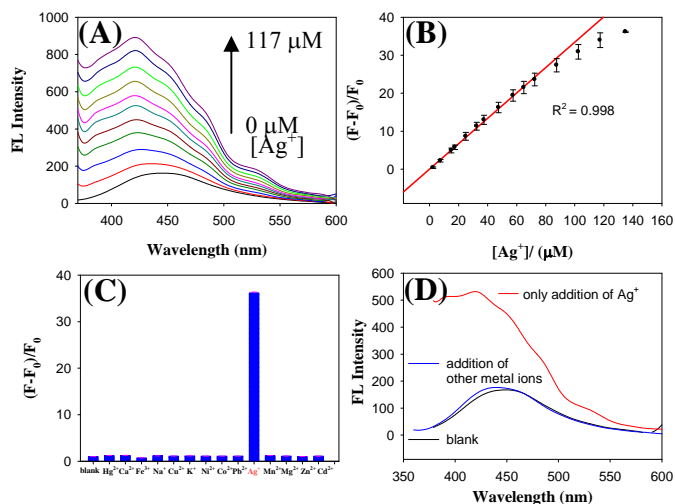 (A)
117 µM
0 µM
[Ag⁺]
FL Intensity
1000
800
600
400
200
0
400 450 500 550 600
Wavelength (nm)
(B)
(F-F₀)/F₀
40
30
20
10
0
R² = 0.998
0 20 40 60 80 100 120 140 160
[Ag⁺]/ (µM)
(C)
(F-F₀)/F₀
40
30
20
10
0
blank Hg²⁺ Ca²⁺ Fe³⁺ Na⁺ Cu²⁺ K⁺ Ni²⁺ Co²⁺ Pb²⁺ Ag⁺ Mn²⁺ Mg²⁺ Zn²⁺ Cd²⁺
(D)
only addition of Ag⁺
addition of
other metal ions
blank
FL Intensity
600
500
400
300
200
100
0
350 400 450 500 550 600
Wavelength (nm)